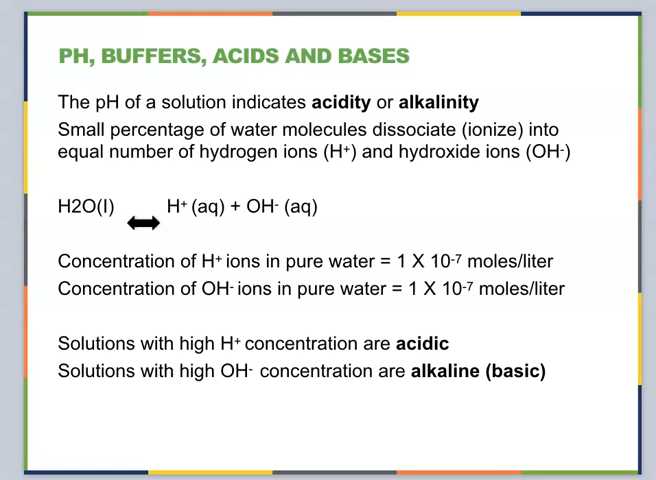 PH, BUFFERS, ACIDS AND BASES
The pH of a solution indicates acidity or alkalinity
Small percentage of water molecules dissociate (ionize) into
equal number of hydrogen ions (H⁺) and hydroxide ions (OH⁻)
H2O(l) H⁺ (aq) + OH⁻ (aq)
Concentration of H⁺ ions in pure water = 1 X 10⁻⁷ moles/liter
Concentration of OH⁻ ions in pure water = 1 X 10⁻⁷ moles/liter
Solutions with high H⁺ concentration are acidic
Solutions with high OH⁻ concentration are alkaline (basic)